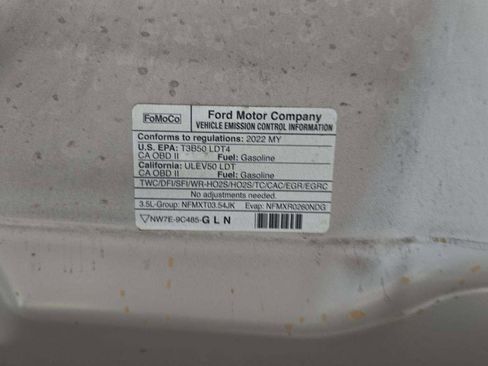 FoMoCo
Ford Motor Company
VEHICLE EMISSION CONTROL INFORMATION
Conforms to regulations: 2022 MY
U.S. EPA: T3B50 LDT4
CA OBD II Fuel: Gasoline
California: ULEV50 LDT
CA OBD II Fuel: Gasoline
TWC/DFI/SFI/WR-HO2S/HO2S/TC/CAC/EGR/EGRC
No adjustments needed.
3.5L-Group: NFMXT03.54JK Evap: NFMXR0260NDG
NW7E-9C485-GLN